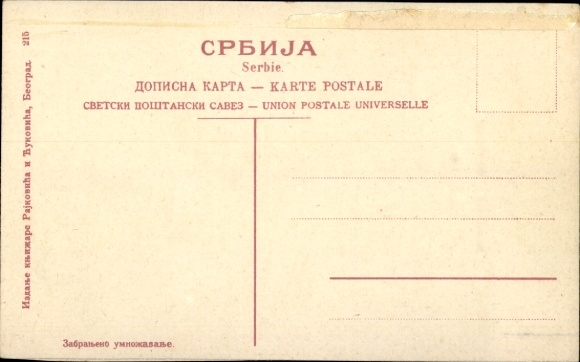 СРБИЈА
Serbie.
ДОПИСНА КАРТА — KARTE POSTALE
СВЕТСКИ ПОШТАНСКИ САВЕЗ — UNION POSTALE UNIVERSELLE
Издање књижаре Рајковића и Ћуковића, Београд. 215
Забрањено умножавање.